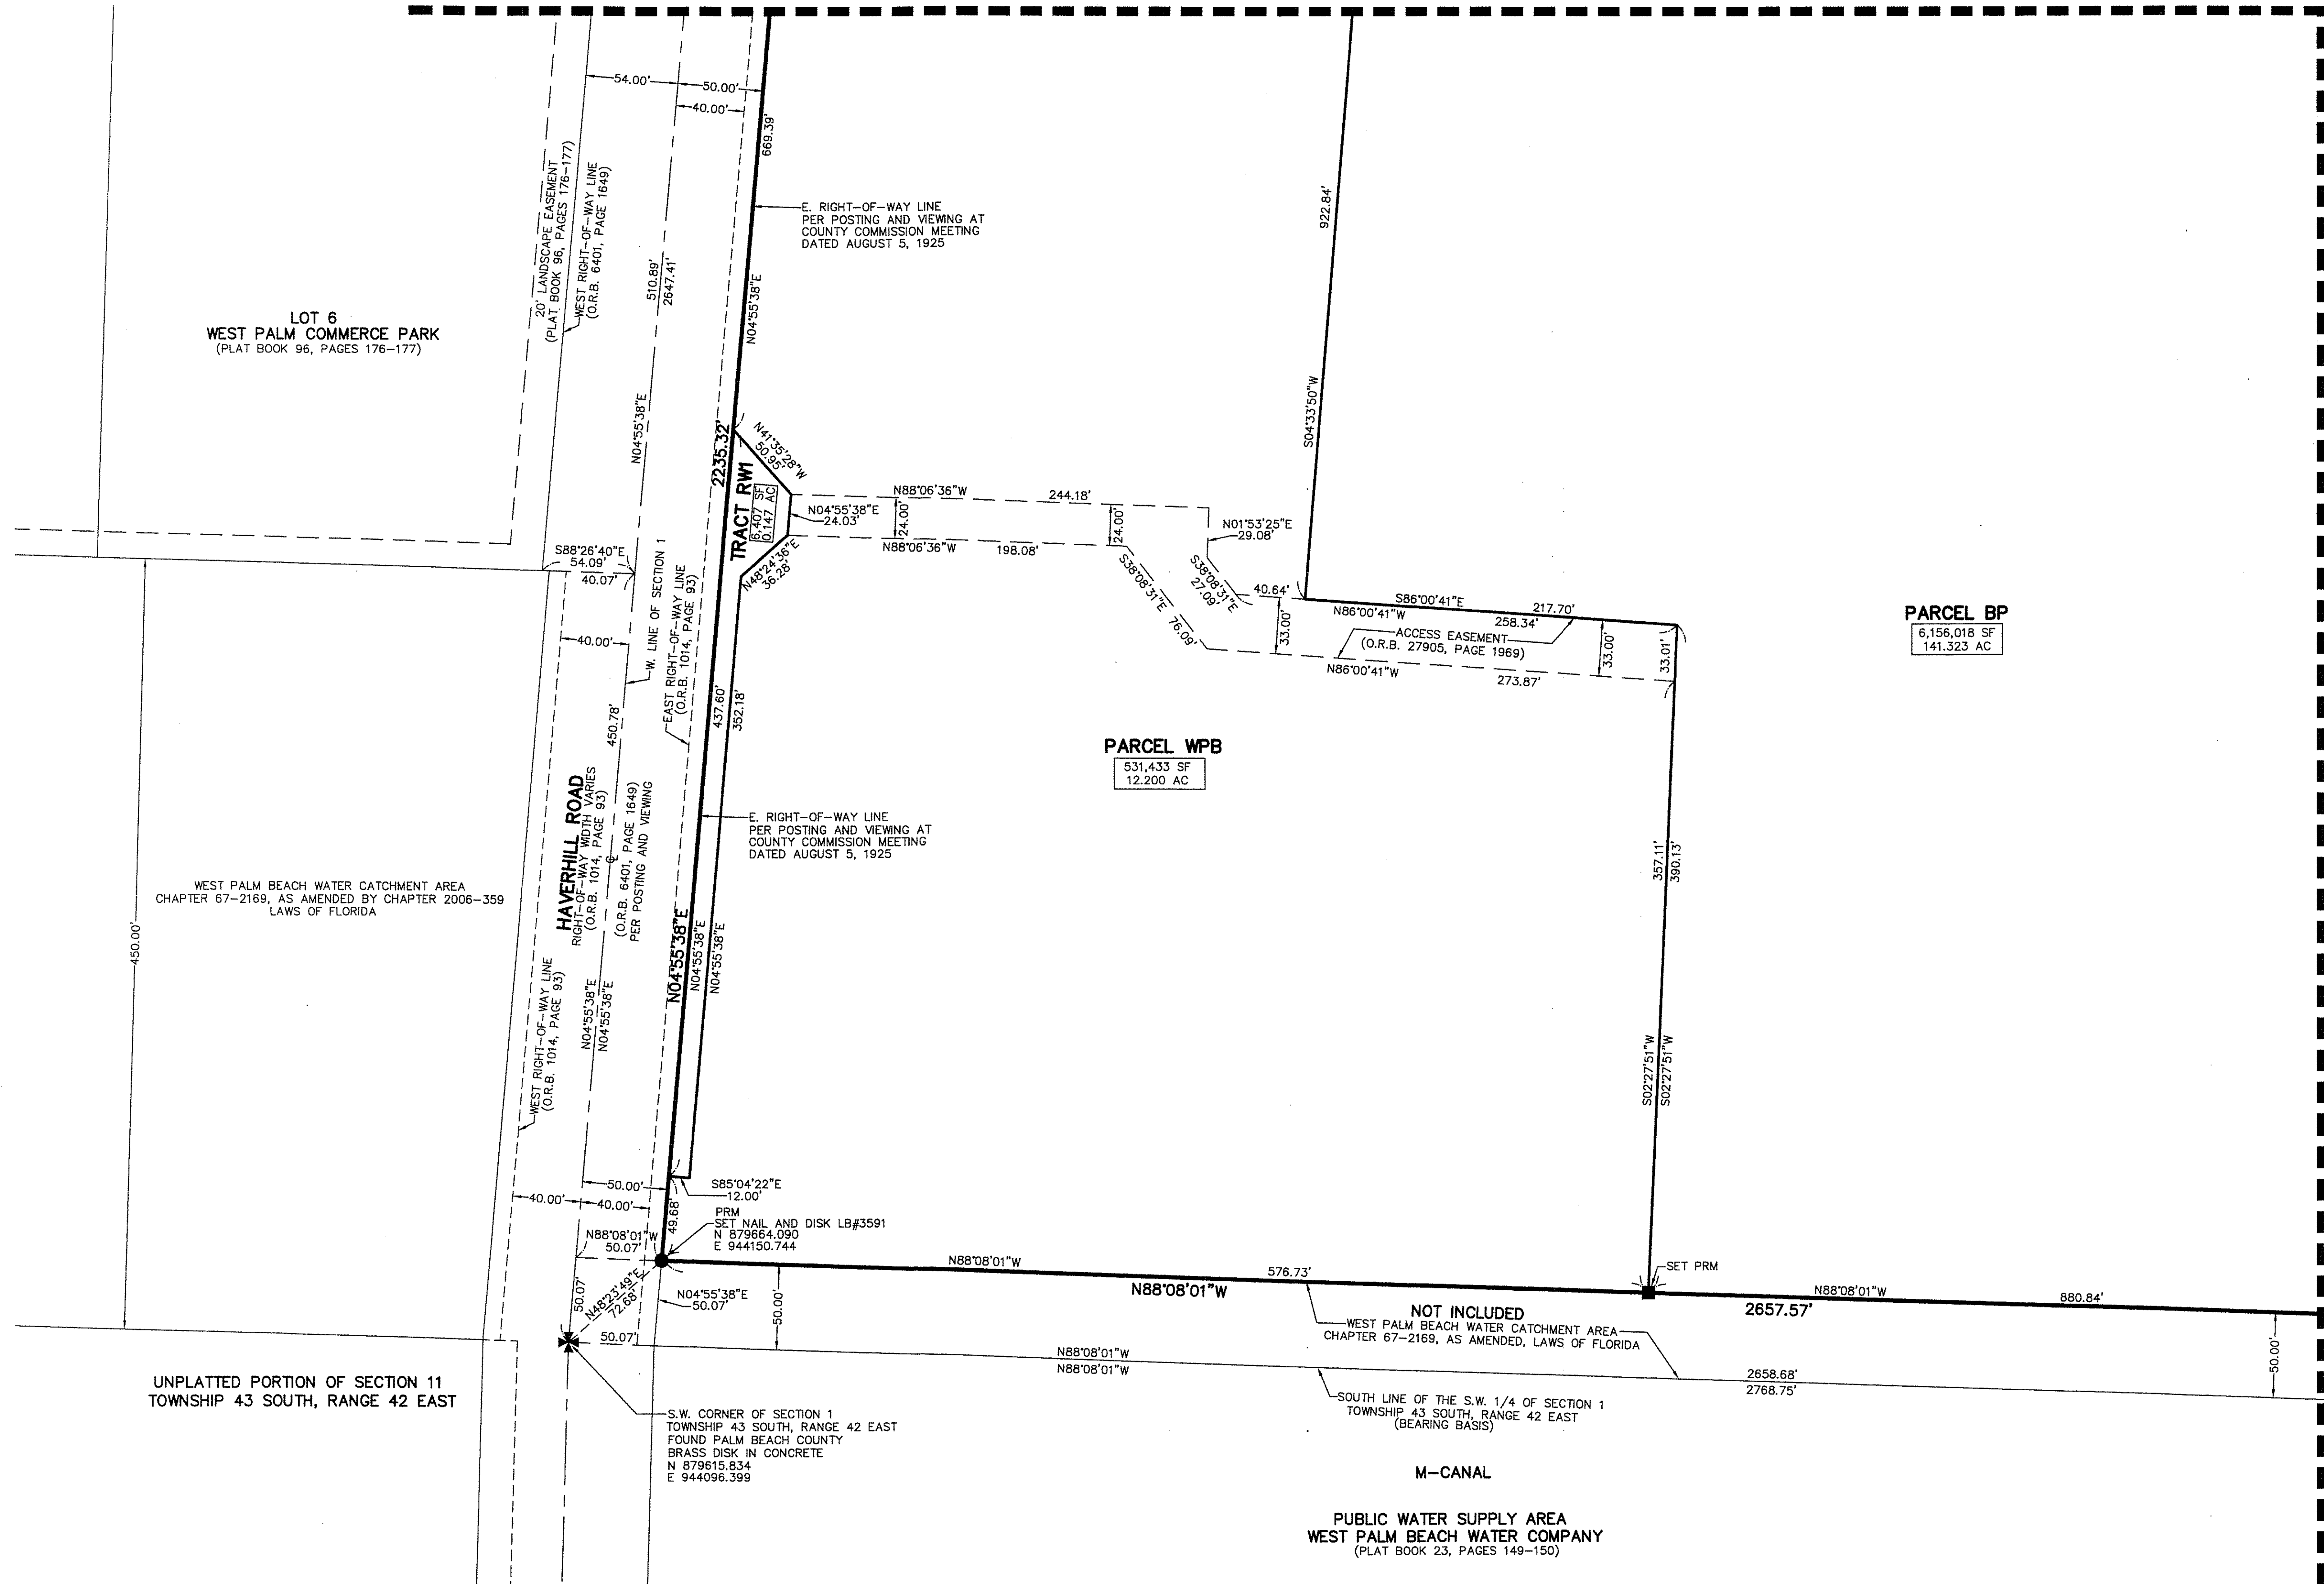 54.00'
50.00'
40.00'
669.39'
922.84'
20' LANDSCAPE EASEMENT
(PLAT BOOK 96, PAGES 176-177)
WEST RIGHT-OF-WAY LINE
(O.R.B. 6401, PAGE 1649)
E. RIGHT-OF-WAY LINE
PER POSTING AND VIEWING AT
COUNTY COMMISSION MEETING
DATED AUGUST 5, 1925
510.89'
2647.41'
N04°55'38"E
LOT 6
WEST PALM COMMERCE PARK
(PLAT BOOK 96, PAGES 176-177)
N04°55'38"E
S04°33'50"W
2235.32'
N41°35'28"W
50.95'
TRACT RW1
6,407 SF
0.147 AC
N04°55'38"E
24.03'
N48°24'36"E
36.28'
N88°06'36"W
244.18'
24.00'
24.00'
N88°06'36"W
198.08'
N01°53'25"E
29.08'
S38°08'31"E
27.09'
S38°08'31"E
76.09'
40.64'
S86°00'41"E
217.70'
N86°00'41"W
258.34'
33.00'
ACCESS EASEMENT
(O.R.B. 27905, PAGE 1969)
33.00'
33.01'
N86°00'41"W
273.87'
PARCEL BP
6,156,018 SF
141.323 AC
S88°26'40"E
54.09'
40.07'
40.00'
W. LINE OF SECTION 1
EAST RIGHT-OF-WAY LINE
(O.R.B. 1014, PAGE 93)
450.78'
437.60'
352.18'
PARCEL WPB
531,433 SF
12.200 AC
HAVERHILL ROAD
RIGHT-OF-WAY WIDTH VARIES
(O.R.B. 1014, PAGE 93)
(O.R.B. 6401, PAGE 1649)
PER POSTING AND VIEWING
E. RIGHT-OF-WAY LINE
PER POSTING AND VIEWING AT
COUNTY COMMISSION MEETING
DATED AUGUST 5, 1925
357.11'
390.13'
WEST PALM BEACH WATER CATCHMENT AREA
CHAPTER 67-2169, AS AMENDED BY CHAPTER 2006-359
LAWS OF FLORIDA
450.00'
N04°55'38"E
N04°55'38"E
N04°55'38"E
WEST RIGHT-OF-WAY LINE
(O.R.B. 1014, PAGE 93)
N04°55'38"E
N04°55'38"E
S02°27'51"W
S02°27'51"W
50.00'
40.00'
40.00'
49.68'
S85°04'22"E
12.00'
PRM
SET NAIL AND DISK LB#3591
N 879664.090
E 944150.744
N88°08'01"W
50.07'
N48°23'49"E
72.68'
50.07'
50.07'
N04°55'38"E
50.07'
50.00'
N88°08'01"W
576.73'
N88°08'01"W
SET PRM
N88°08'01"W
880.84'
2657.57'
NOT INCLUDED
WEST PALM BEACH WATER CATCHMENT AREA
CHAPTER 67-2169, AS AMENDED, LAWS OF FLORIDA
50.00'
N88°08'01"W
N88°08'01"W
2658.68'
2768.75'
SOUTH LINE OF THE S.W. 1/4 OF SECTION 1
TOWNSHIP 43 SOUTH, RANGE 42 EAST
(BEARING BASIS)
UNPLATTED PORTION OF SECTION 11
TOWNSHIP 43 SOUTH, RANGE 42 EAST
S.W. CORNER OF SECTION 1
TOWNSHIP 43 SOUTH, RANGE 42 EAST
FOUND PALM BEACH COUNTY
BRASS DISK IN CONCRETE
N 879615.834
E 944096.399
M-CANAL
PUBLIC WATER SUPPLY AREA
WEST PALM BEACH WATER COMPANY
(PLAT BOOK 23, PAGES 149-150)